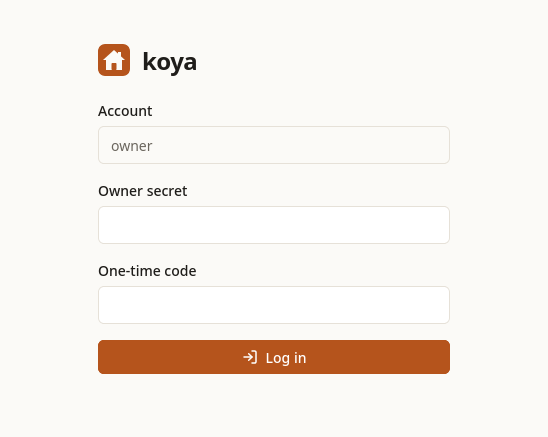 koya
Account
owner
Owner secret
One-time code
Log in